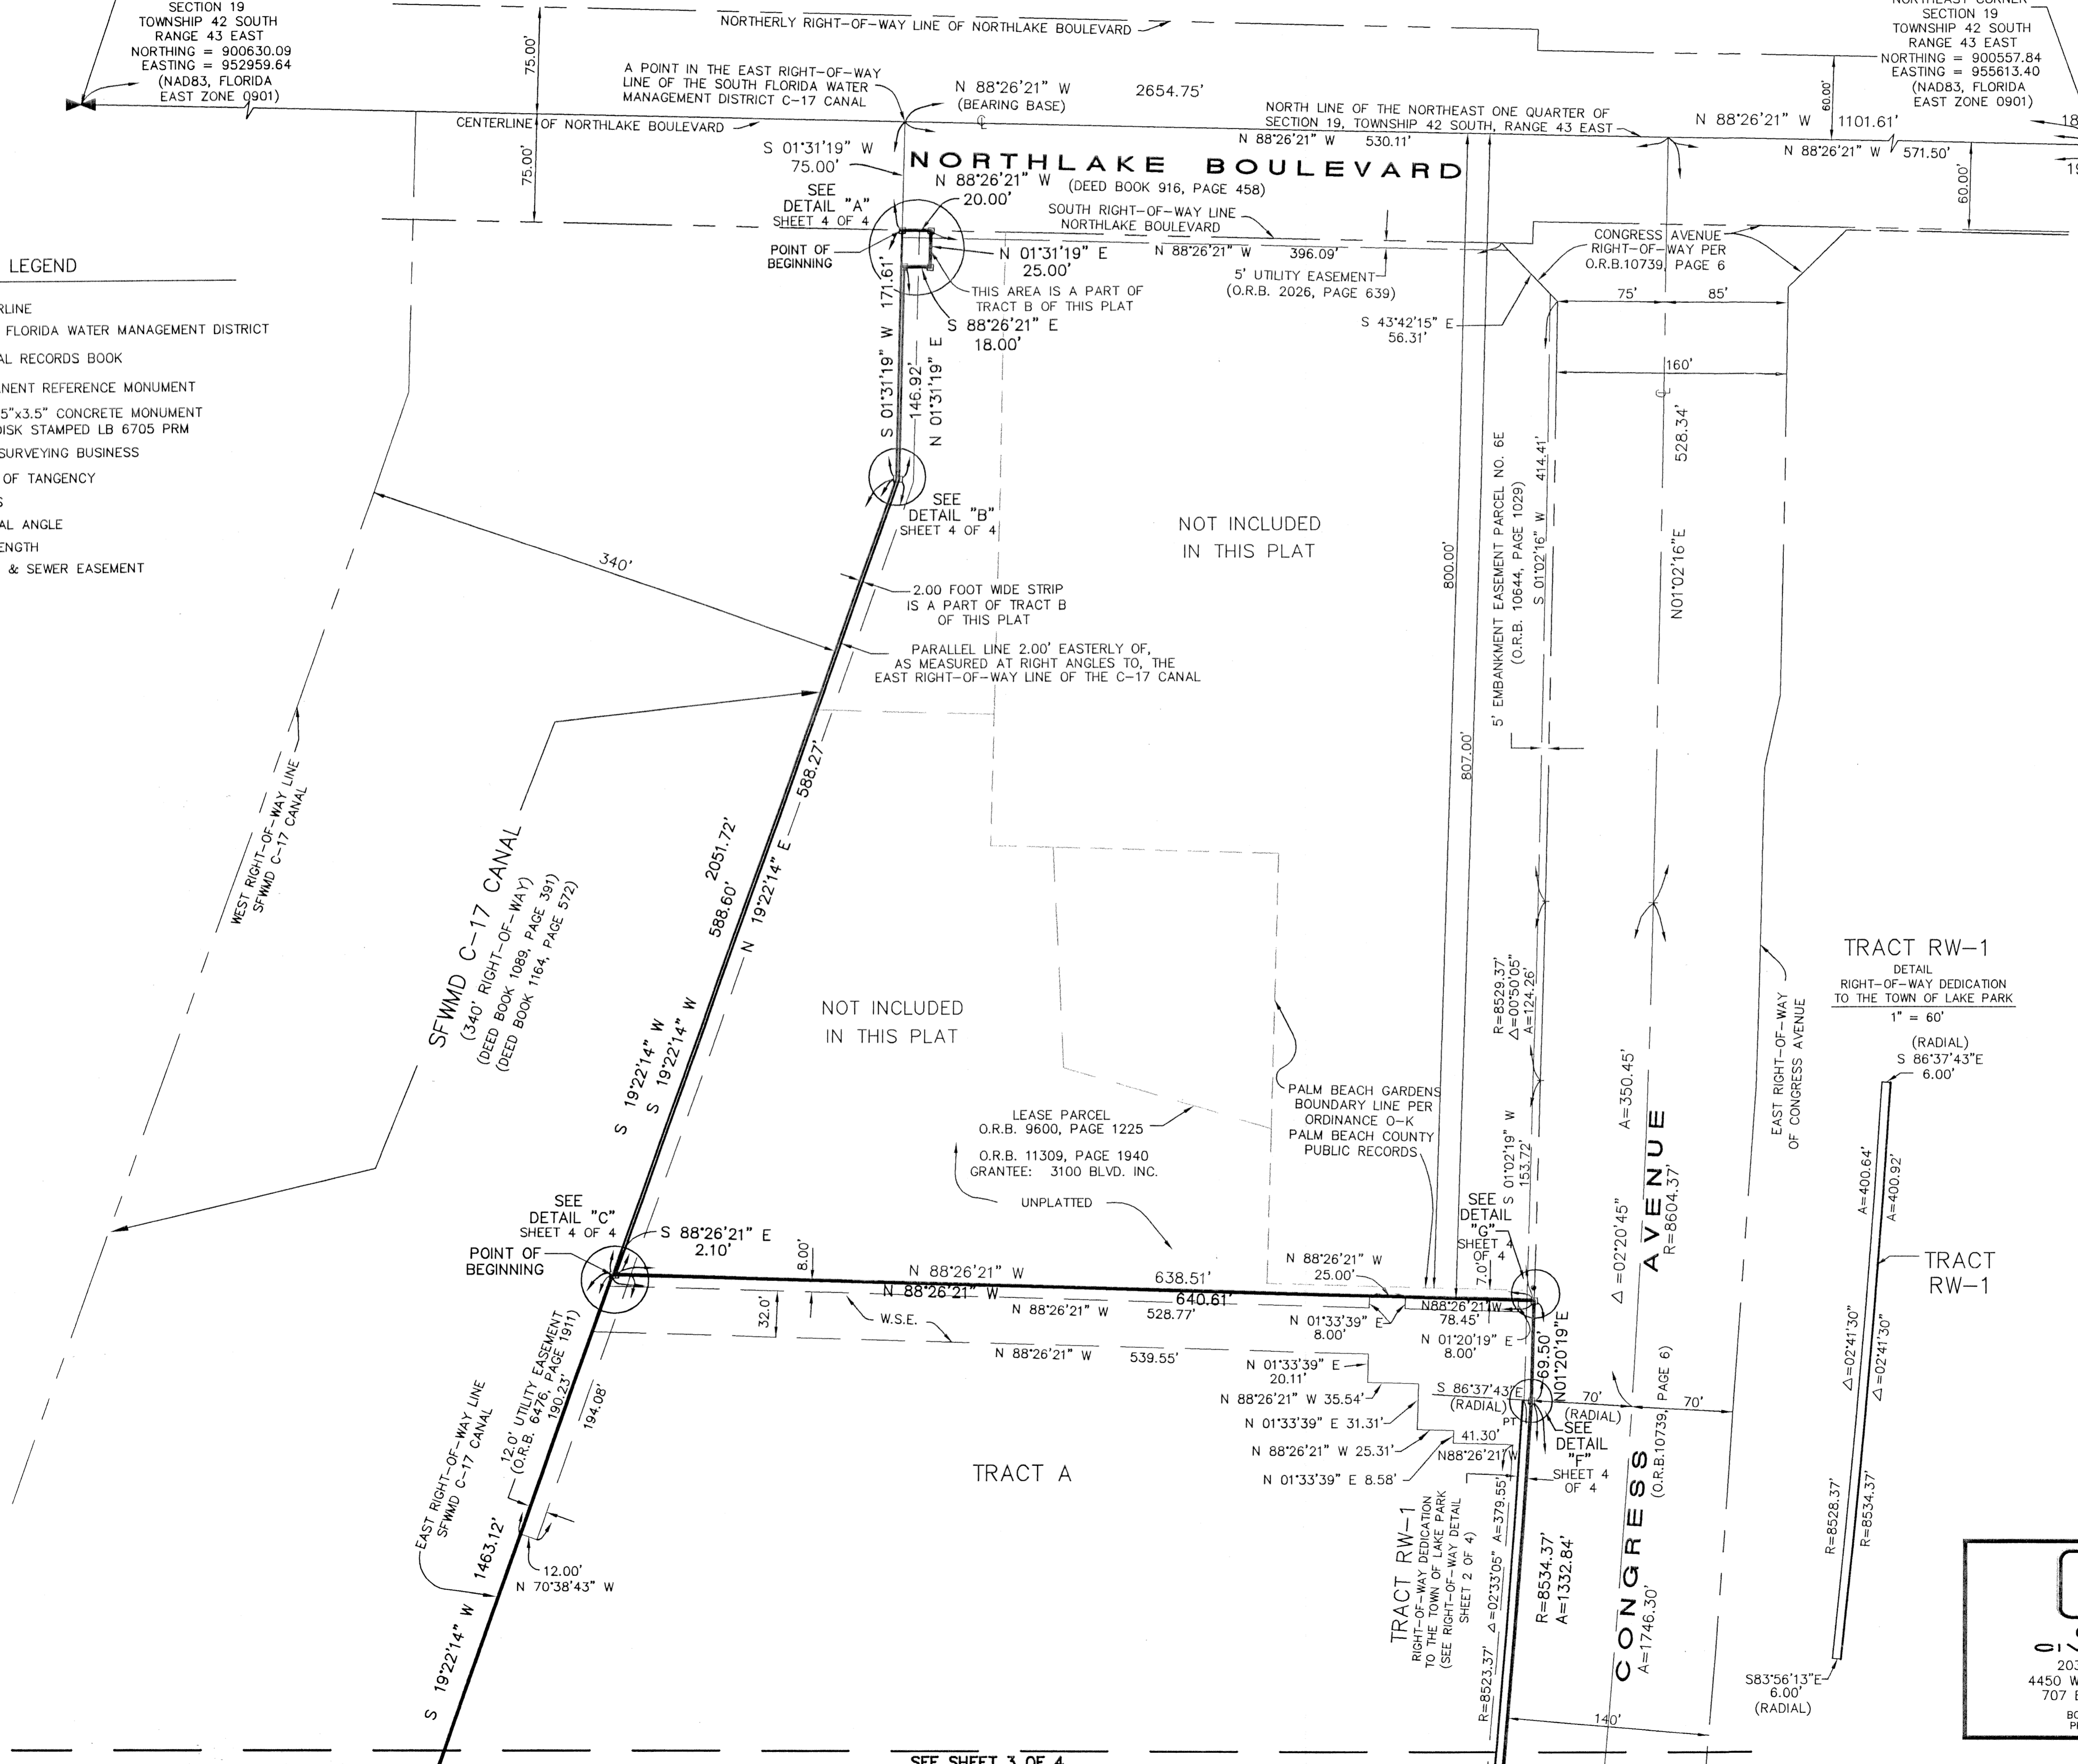 SECTION 19
TOWNSHIP 42 SOUTH
RANGE 43 EAST
NORTHING = 900630.09
EASTING = 952959.64
(NAD83, FLORIDA
EAST ZONE 0901)
75.00'
75.00'
NORTHERLY RIGHT-OF-WAY LINE OF NORTHLAKE BOULEVARD
A POINT IN THE EAST RIGHT-OF-WAY
LINE OF THE SOUTH FLORIDA WATER
MANAGEMENT DISTRICT C-17 CANAL
N 88°26'21" W 2654.75'
(BEARING BASE)
NORTH LINE OF THE NORTHEAST ONE QUARTER OF
SECTION 19, TOWNSHIP 42 SOUTH, RANGE 43 EAST
SECTION 19
TOWNSHIP 42 SOUTH
RANGE 43 EAST
NORTHING = 900557.84
EASTING = 955613.40
(NAD83, FLORIDA
EAST ZONE 0901)
60.00'
N 88°26'21" W 1101.61'
18
CENTERLINE OF NORTHLAKE BOULEVARD
N 88°26'21" W 530.11'
N 88°26'21" W 571.50'
60.00'
S 01°31'19" W
75.00'
NORTHLAKE BOULEVARD
(DEED BOOK 916, PAGE 458)
N 88°26'21" W
20.00'
SEE
DETAIL "A"
SHEET 4 OF 4
SOUTH RIGHT-OF-WAY LINE
NORTHLAKE BOULEVARD
POINT OF
BEGINNING
N 01°31'19" E
25.00'
N 88°26'21" W 396.09'
5' UTILITY EASEMENT
(O.R.B. 2026, PAGE 639)
CONGRESS AVENUE
RIGHT-OF-WAY PER
O.R.B.10739, PAGE 6
THIS AREA IS A PART OF
TRACT B OF THIS PLAT
S 88°26'21" E
18.00'
S 43°42'15" E
56.31'
75'
85'
160'
LEGEND
RLINE
FLORIDA WATER MANAGEMENT DISTRICT
AL RECORDS BOOK
NENT REFERENCE MONUMENT
5"x3.5" CONCRETE MONUMENT
DISK STAMPED LB 6705 PRM
SURVEYING BUSINESS
OF TANGENCY
S
AL ANGLE
ENGTH
& SEWER EASEMENT
S 01°31'19" W 171.61'
146.92'
N 01°31'19" E
SEE
DETAIL "B"
SHEET 4 OF 4
NOT INCLUDED
IN THIS PLAT
340'
2.00 FOOT WIDE STRIP
IS A PART OF TRACT B
OF THIS PLAT
PARALLEL LINE 2.00' EASTERLY OF,
AS MEASURED AT RIGHT ANGLES TO, THE
EAST RIGHT-OF-WAY LINE OF THE C-17 CANAL
800.00'
807.00'
5' EMBANKMENT EASEMENT PARCEL NO. 6E
(O.R.B. 10644, PAGE 1029)
S 01°02'16" W 414.41'
528.34'
N01°02'16"E
WEST RIGHT-OF-WAY LINE
SFWMD C-17 CANAL
SFWMD C-17 CANAL
(340' RIGHT-OF-WAY)
(DEED BOOK 1089, PAGE 391)
(DEED BOOK 1164, PAGE 572)
588.27'
N 19°22'14" E
2051.72'
588.60'
S 19°22'14" W
S 19°22'14" W
NOT INCLUDED
IN THIS PLAT
R=8529.37'
△=00°50'05"
A=124.26'
EAST RIGHT-OF-WAY
OF CONGRESS AVENUE
TRACT RW-1
DETAIL
RIGHT-OF-WAY DEDICATION
TO THE TOWN OF LAKE PARK
1" = 60'
(RADIAL)
S 86°37'43"E
6.00'
A=400.64'
A=400.92'
TRACT
RW-1
△=02°41'30"
△=02°41'30"
R=8528.37'
R=8534.37'
S83°56'13"E
6.00'
(RADIAL)
LEASE PARCEL
O.R.B. 9600, PAGE 1225
O.R.B. 11309, PAGE 1940
GRANTEE: 3100 BLVD. INC.
UNPLATTED
PALM BEACH GARDENS
BOUNDARY LINE PER
ORDINANCE O-K
PALM BEACH COUNTY
PUBLIC RECORDS
S 01°02'19" W
153.72'
A=350.45'
△=02°20'45"
R=8604.37'
CONGRESS AVENUE
(O.R.B.10739, PAGE 6)
A=1746.30'
SEE
DETAIL "C"
SHEET 4 OF 4
POINT OF
BEGINNING
S 88°26'21" E
2.10'
8.00'
N 88°26'21" W 638.51'
N 88°26'21" W 640.61'
N 88°26'21" W 528.77'
W.S.E.
32.0'
N 88°26'21" W 539.55'
N 88°26'21" W
25.00'
SEE
DETAIL
"G"
SHEET 4
OF 4
7.0'
N88°26'21"W
78.45'
N 01°33'39" E
8.00'
N 01°20'19" E
8.00'
69.50'
N01°20'19"E
N 01°33'39" E
20.11'
N 88°26'21" W 35.54'
N 01°33'39" E 31.31'
N 88°26'21" W 25.31'
N 01°33'39" E 8.58'
41.30'
N88°26'21"W
S 86°37'43"E
(RADIAL)
PT
70'
(RADIAL)
70'
SEE
DETAIL
"F"
SHEET 4
OF 4
12.0' UTILITY EASEMENT
(O.R.B. 6476, PAGE 1911)
190.23'
194.08'
EAST RIGHT-OF-WAY LINE
SFWMD C-17 CANAL
1463.12'
12.00'
N 70°38'43" W
S 19°22'14" W
TRACT A
TRACT RW-1
RIGHT-OF-WAY DEDICATION
TO THE TOWN OF LAKE PARK
(SEE RIGHT-OF-WAY DETAIL
SHEET 2 OF 4)
R=8523.37' △=02°33'05" A=379.55'
R=8534.37'
A=1332.84'
140'
203
4450 W
707
SEE SHEET 3 OF 4